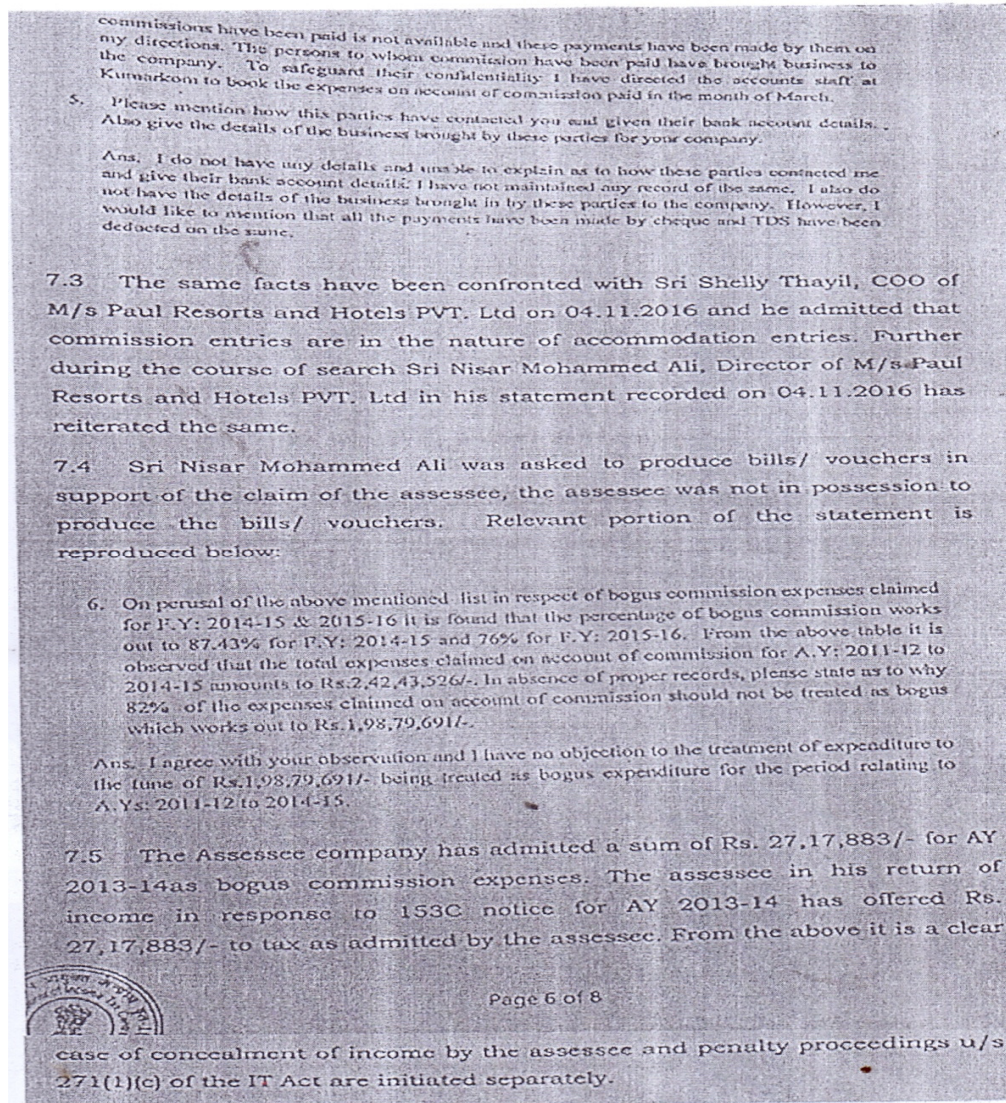 commissions have been paid is not available and these payments have been made by them on
my directions. The persons to whom commission have been paid have brought business to
the company. To safeguard their confidentiality I have directed the accounts staff at
Kumarkom to book the expenses on account of commission paid in the month of March.
5. Please mention how this parties have contacted you and given their bank account details.
Also give the details of the business brought by these parties for your company.
Ans. I do not have any details and unable to explain as to how these parties contacted me
and give their bank account details. I have not maintained any record of the same. I also do
not have the details of the business brought in by these parties to the company. However, I
would like to mention that all the payments have been made by cheque and TDS have been
deducted on the same.
7.3 The same facts have been confronted with Sri Shelly Thayil, COO of
M/s Paul Resorts and Hotels PVT. Ltd on 04.11.2016 and he admitted that
commission entries are in the nature of accommodation entries. Further
during the course of search Sri Nisar Mohammed Ali, Director of M/s Paul
Resorts and Hotels PVT. Ltd in his statement recorded on 04.11.2016 has
reiterated the same.
7.4 Sri Nisar Mohammed Ali was asked to produce bills/ vouchers in
support of the claim of the assessee, the assessee was not in possession to
produce the bills/ vouchers. Relevant portion of the statement is
reproduced below:
6. On perusal of the above mentioned list in respect of bogus commission expenses claimed
for F.Y: 2014-15 & 2015-16 it is found that the percentage of bogus commission works
out to 87.43% for F.Y: 2014-15 and 76% for F.Y: 2015-16. From the above table it is
observed that the total expenses claimed on account of commission for A.Y: 2011-12 to
2014-15 amounts to Rs.2,42,43,526/-. In absence of proper records, please state as to why
82% of the expenses claimed on account of commission should not be treated as bogus
which works out to Rs.1,98,79,691/-.
Ans. I agree with your observation and I have no objection to the treatment of expenditure to
the tune of Rs.1,98,79,691/- being treated as bogus expenditure for the period relating to
A.Ys: 2011-12 to 2014-15.
7.5 The Assessee company has admitted a sum of Rs. 27,17,883/- for AY
2013-14as bogus commission expenses. The assessee in his return of
income in response to 153C notice for AY 2013-14 has offered Rs.
27,17,883/- to tax as admitted by the assessee. From the above it is a clear
Page 6 of 8
case of concealment of income by the assessee and penalty proceedings u/s
271(1)(c) of the IT Act are initiated separately.